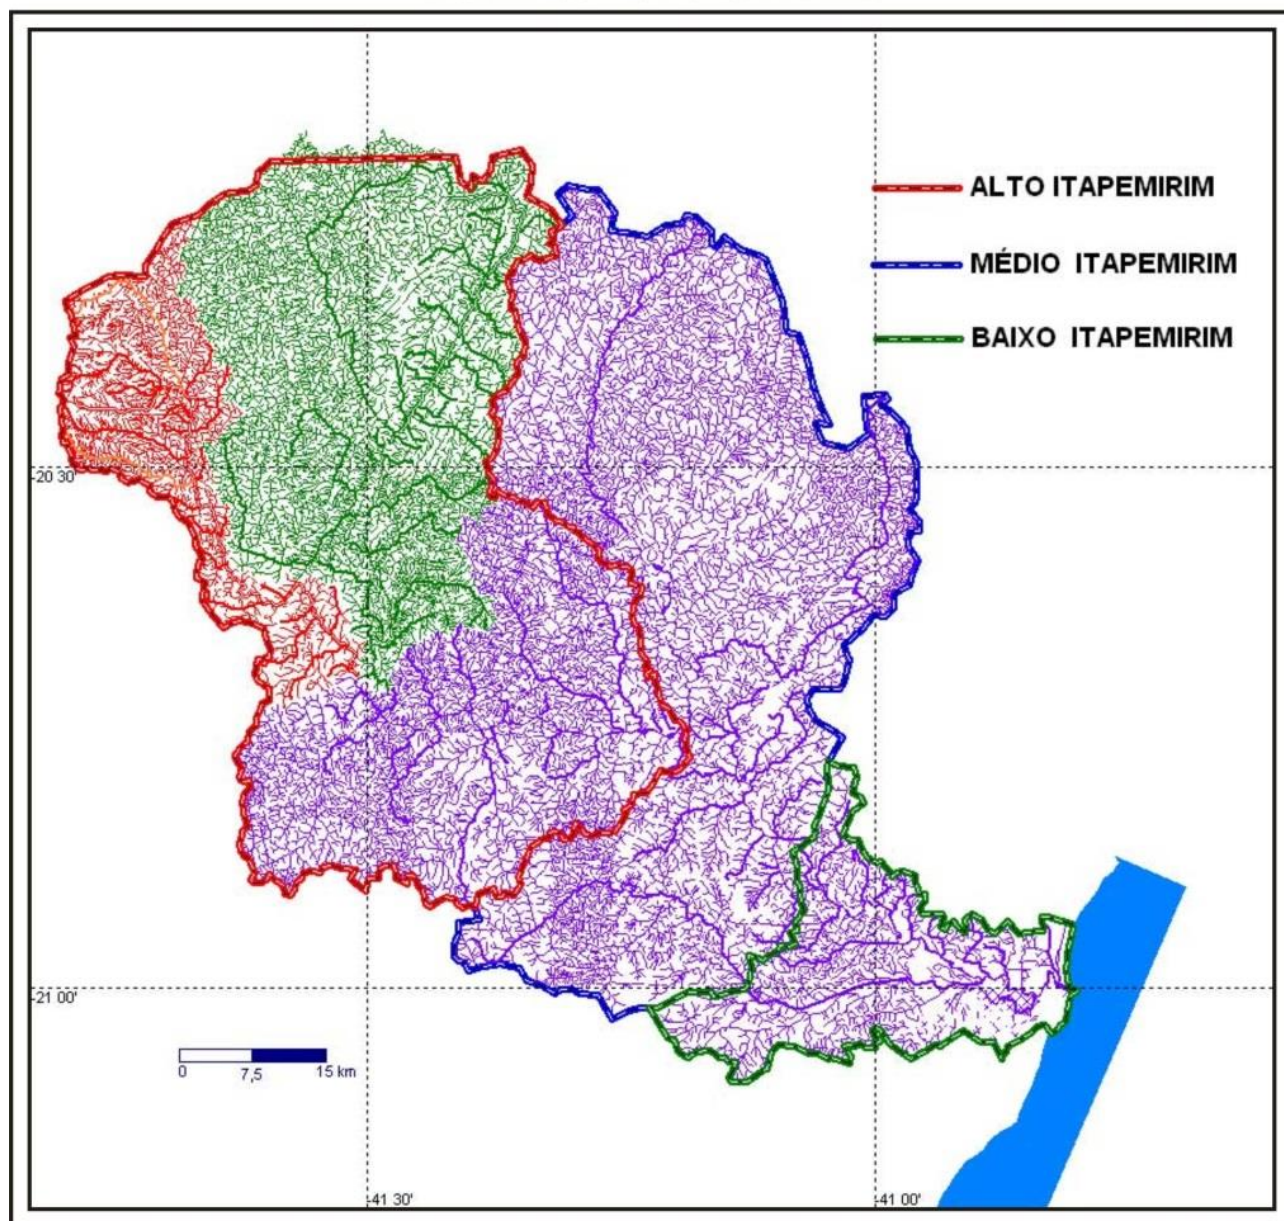 ALTO ITAPEMIRIM
MÉDIO ITAPEMIRIM
BAIXO ITAPEMIRIM
-20 30'
-21 00'
0 7,5 15 km
-41 30'
-41 00'